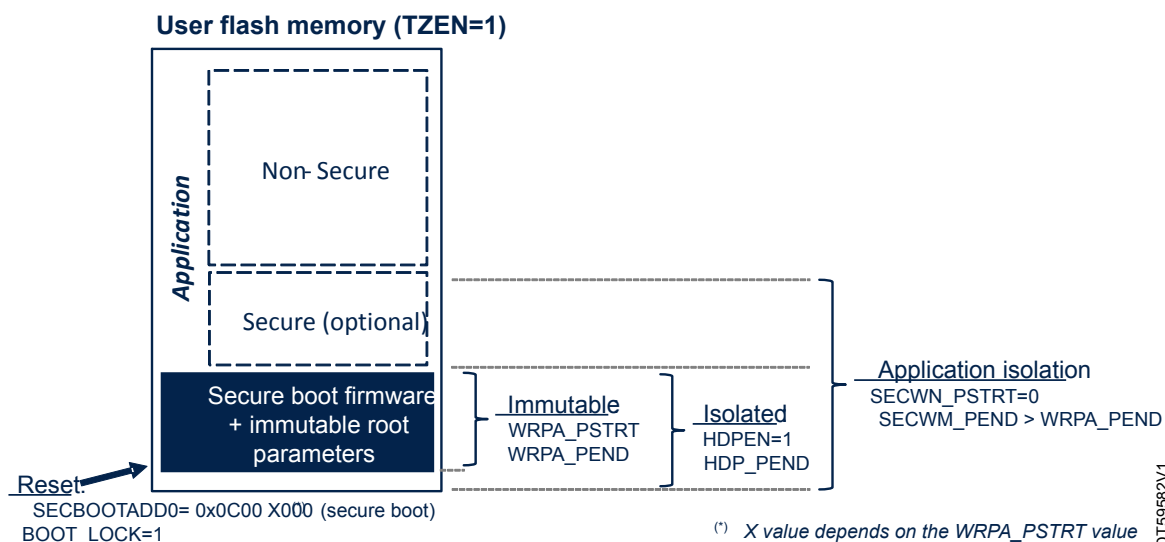 User flash memory (TZEN=1)
Application
Non- Secure
Secure (optional)
Secure boot firmware
+ immutable root
parameters
Immutable
WRPA_PSTRT
WRPA_PEND
Isolated
HDPEN=1
HDP_PEND
Application isolation
SECWN_PSTRT=0
SECWM_PEND > WRPA_PEND
Reset:
SECBOOTADD0= 0x0C00 X000(*) (secure boot)
BOOT_LOCK=1
(*) X value depends on the WRPA_PSTRT value
DT59582V1